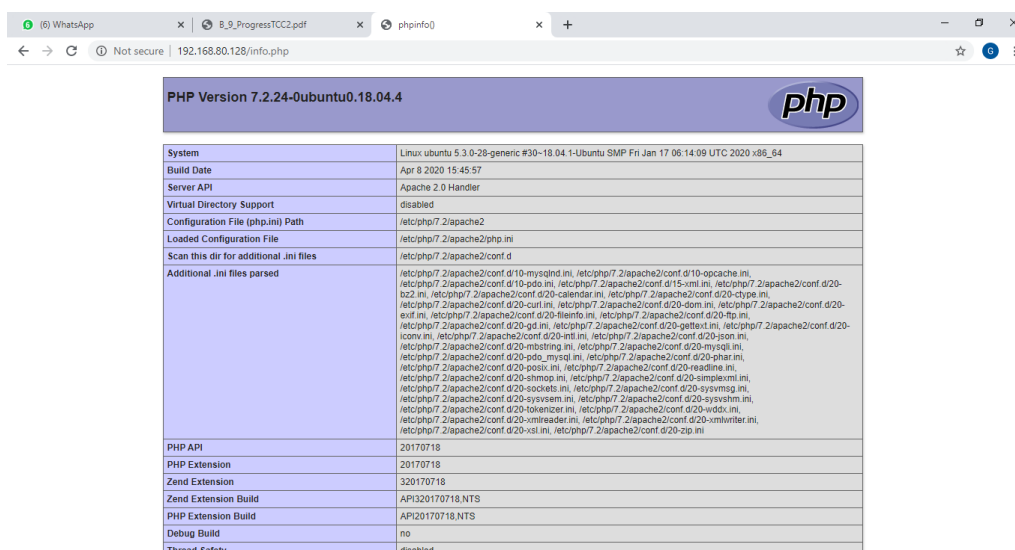 (6) WhatsApp
B_9_ProgressTCC2.pdf
phpinfo()
Not secure | 192.168.80.128/info.php
G
PHP Version 7.2.24-0ubuntu0.18.04.4
php
System Linux ubuntu 5.3.0-28-generic #30~18.04.1-Ubuntu SMP Fri Jan 17 06:14:09 UTC 2020 x86_64
Build Date Apr 8 2020 15:45:57
Server API Apache 2.0 Handler
Virtual Directory Support disabled
Configuration File (php.ini) Path /etc/php/7.2/apache2
Loaded Configuration File /etc/php/7.2/apache2/php.ini
Scan this dir for additional .ini files /etc/php/7.2/apache2/conf.d
Additional .ini files parsed /etc/php/7.2/apache2/conf.d/10-mysqlnd.ini, /etc/php/7.2/apache2/conf.d/10-opcache.ini,
/etc/php/7.2/apache2/conf.d/10-pdo.ini, /etc/php/7.2/apache2/conf.d/15-xml.ini, /etc/php/7.2/apache2/conf.d/20-
bz2.ini, /etc/php/7.2/apache2/conf.d/20-calendar.ini, /etc/php/7.2/apache2/conf.d/20-ctype.ini,
/etc/php/7.2/apache2/conf.d/20-curl.ini, /etc/php/7.2/apache2/conf.d/20-dom.ini, /etc/php/7.2/apache2/conf.d/20-
exif.ini, /etc/php/7.2/apache2/conf.d/20-fileinfo.ini, /etc/php/7.2/apache2/conf.d/20-ftp.ini,
/etc/php/7.2/apache2/conf.d/20-gd.ini, /etc/php/7.2/apache2/conf.d/20-gettext.ini, /etc/php/7.2/apache2/conf.d/20-
iconv.ini, /etc/php/7.2/apache2/conf.d/20-intl.ini, /etc/php/7.2/apache2/conf.d/20-json.ini,
/etc/php/7.2/apache2/conf.d/20-mbstring.ini, /etc/php/7.2/apache2/conf.d/20-mysqli.ini,
/etc/php/7.2/apache2/conf.d/20-pdo_mysql.ini, /etc/php/7.2/apache2/conf.d/20-phar.ini,
/etc/php/7.2/apache2/conf.d/20-posix.ini, /etc/php/7.2/apache2/conf.d/20-readline.ini,
/etc/php/7.2/apache2/conf.d/20-shmop.ini, /etc/php/7.2/apache2/conf.d/20-simplexml.ini,
/etc/php/7.2/apache2/conf.d/20-sockets.ini, /etc/php/7.2/apache2/conf.d/20-sysvmsg.ini,
/etc/php/7.2/apache2/conf.d/20-sysvsem.ini, /etc/php/7.2/apache2/conf.d/20-sysvshm.ini,
/etc/php/7.2/apache2/conf.d/20-tokenizer.ini, /etc/php/7.2/apache2/conf.d/20-wddx.ini,
/etc/php/7.2/apache2/conf.d/20-xmlreader.ini, /etc/php/7.2/apache2/conf.d/20-xmlwriter.ini,
/etc/php/7.2/apache2/conf.d/20-xsl.ini, /etc/php/7.2/apache2/conf.d/20-zip.ini
PHP API 20170718
PHP Extension 20170718
Zend Extension 320170718
Zend Extension Build API320170718,NTS
PHP Extension Build API20170718,NTS
Debug Build no
Thread Safety disabled